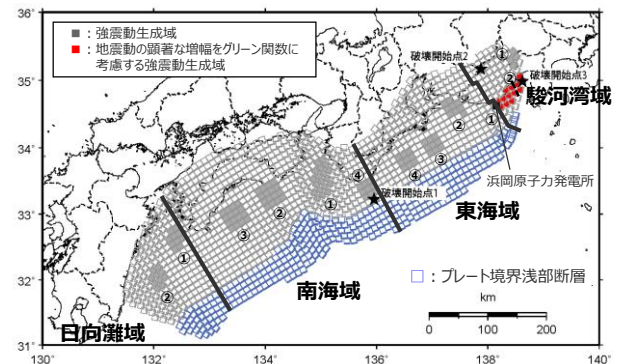 ■：強震動生成域
■：地震動の顕著な増幅をグリーン関数に
考慮する強震動生成域
破壊開始点2
①
②
破壊開始点3
駿河湾域
②
①
浜岡原子力発電所
④
④
③
破壊開始点1
東海域
①
②
③
①
②
□：プレート境界浅部断層
南海域
日向灘域
km
0 100 200
36°
35°
34°
33°
32°
31°
130° 132° 134° 136° 138° 140°